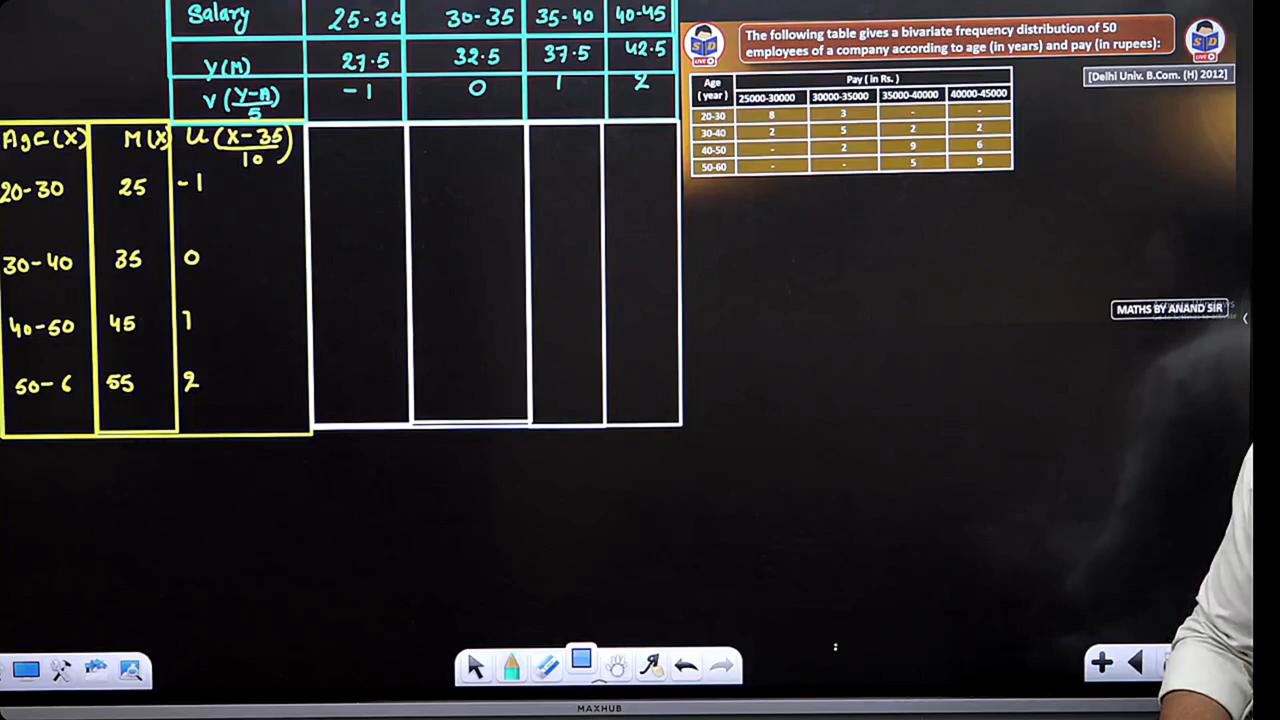 Salary 25-30 30-35 35-40 40-45
Y(M) 27.5 32.5 37.5 42.5
V (Y-A)/5 -1 0 1 2
Age(X) M(X) U (X-35)/10
20-30 25 -1
30-40 35 0
40-50 45 1
50-6 55 2
The following table gives a bivariate frequency distribution of 50
employees of a company according to age (in years) and pay (in rupees):
[Delhi Univ. B.Com. (H) 2012]
Age ( year ) Pay ( in Rs. )
25000-30000 30000-35000 35000-40000 40000-45000
20-30 8 3 - -
30-40 2 5 2 2
40-50 - 2 9 6
50-60 - - 5 9
SD
LIVE
SD
LIVE
MATHS BY ANAND SIR
MAXHUB